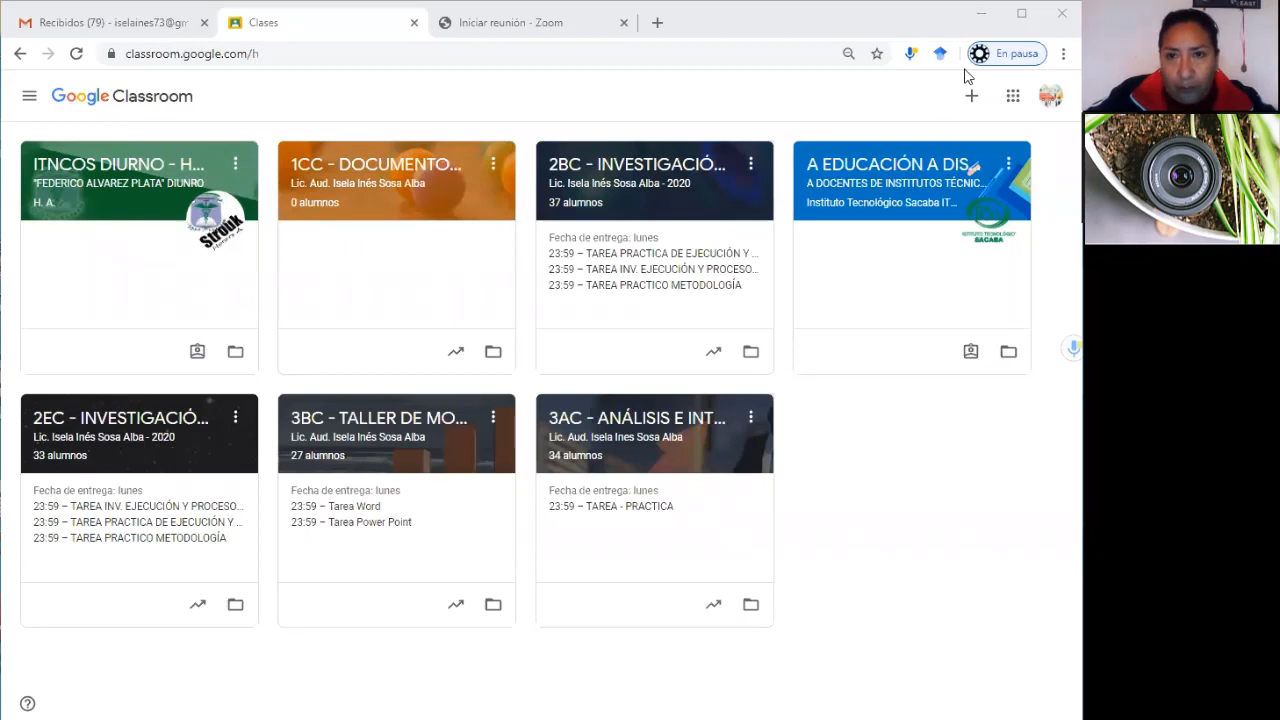 Recibidos (79) - iselaines73@gm
Clases
Iniciar reunión - Zoom
classroom.google.com/h
En pausa
Google Classroom
ITNCOS DIURNO - H...
"FEDERICO ALVAREZ PLATA" DIUNRO
H. A.
Strouk
1CC - DOCUMENTO...
Lic. Aud. Isela Inés Sosa Alba
0 alumnos
2BC - INVESTIGACIÓ...
Lic. Isela Inés Sosa Alba - 2020
37 alumnos
Fecha de entrega: lunes
23:59 – TAREA PRACTICA DE EJECUCIÓN Y ...
23:59 – TAREA INV. EJECUCIÓN Y PROCESO...
23:59 – TAREA PRACTICO METODOLOGÍA
A EDUCACIÓN A DIS...
A DOCENTES DE INSTITUTOS TÉCNIC...
Instituto Tecnológico Sacaba IT...
INSTITUTO TECNOLÓGICO
SACABA
2EC - INVESTIGACIÓ...
Lic. Isela Inés Sosa Alba - 2020
33 alumnos
Fecha de entrega: lunes
23:59 – TAREA INV. EJECUCIÓN Y PROCESO...
23:59 – TAREA PRACTICA DE EJECUCIÓN Y ...
23:59 – TAREA PRACTICO METODOLOGÍA
3BC - TALLER DE MO...
Lic. Aud. Isela Inés Sosa Alba
27 alumnos
Fecha de entrega: lunes
23:59 – Tarea Word
23:59 – Tarea Power Point
3AC - ANÁLISIS E INT...
Lic. Aud. Isela Ines Sosa Alba
34 alumnos
Fecha de entrega: lunes
23:59 – TAREA - PRACTICA